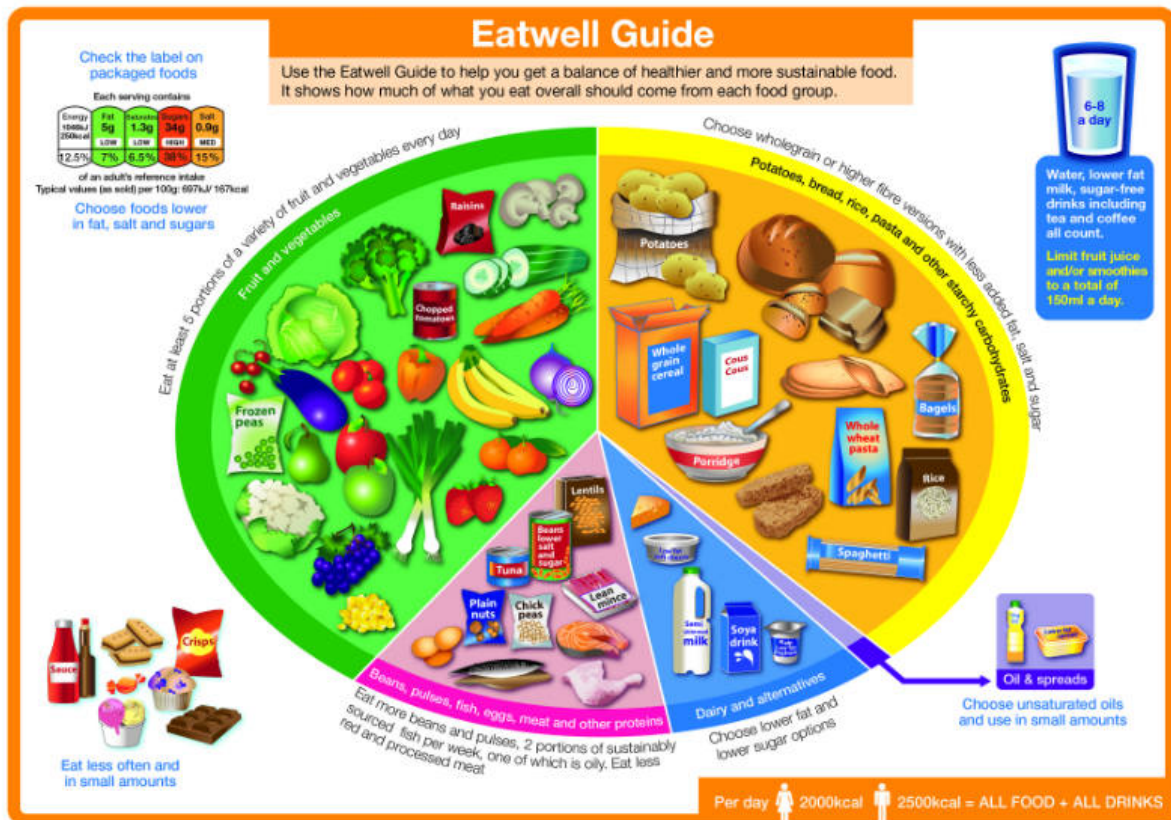 Eatwell Guide
Use the Eatwell Guide to help you get a balance of healthier and more sustainable food.
It shows how much of what you eat overall should come from each food group.
Check the label on
packaged foods
Each serving contains
Energy
1046kJ
250kcal
12.5%
Fat
5g
LOW
7%
Saturates
1.3g
LOW
6.5%
Sugars
34g
HIGH
38%
Salt
0.9g
MED
15%
of an adult's reference intake
Typical values (as sold) per 100g: 697kJ/ 167kcal
Choose foods lower
in fat, salt and sugars
6-8
a day
Water, lower fat
milk, sugar-free
drinks including
tea and coffee
all count.
Limit fruit juice
and/or smoothies
to a total of
150ml a day.
Eat at least 5 portions of a variety of fruit and vegetables every day
Fruit and vegetables
Raisins
Chopped
tomatoes
Frozen
peas
Choose wholegrain or higher fibre versions with less added fat, salt and sugar
Potatoes, bread, rice, pasta and other starchy carbohydrates
Potatoes
Whole
grain
cereal
Cous
Cous
Bagels
Porridge
Whole
wheat
pasta
Rice
Spaghetti
Lentils
Beans
lower
salt
and
sugar
Tuna
Plain
nuts
Chick
peas
Lean
mince
Beans, pulses, fish, eggs, meat and other proteins
Eat more beans and pulses, 2 portions of sustainably
sourced fish per week, one of which is oily. Eat less
red and processed meat
Semi
milk
Soya
drink
Dairy and alternatives
Choose lower fat and
lower sugar options
Oil & spreads
Choose unsaturated oils
and use in small amounts
Sauce
Crisps
Eat less often and
in small amounts
Per day 2000kcal 2500kcal = ALL FOOD + ALL DRINKS